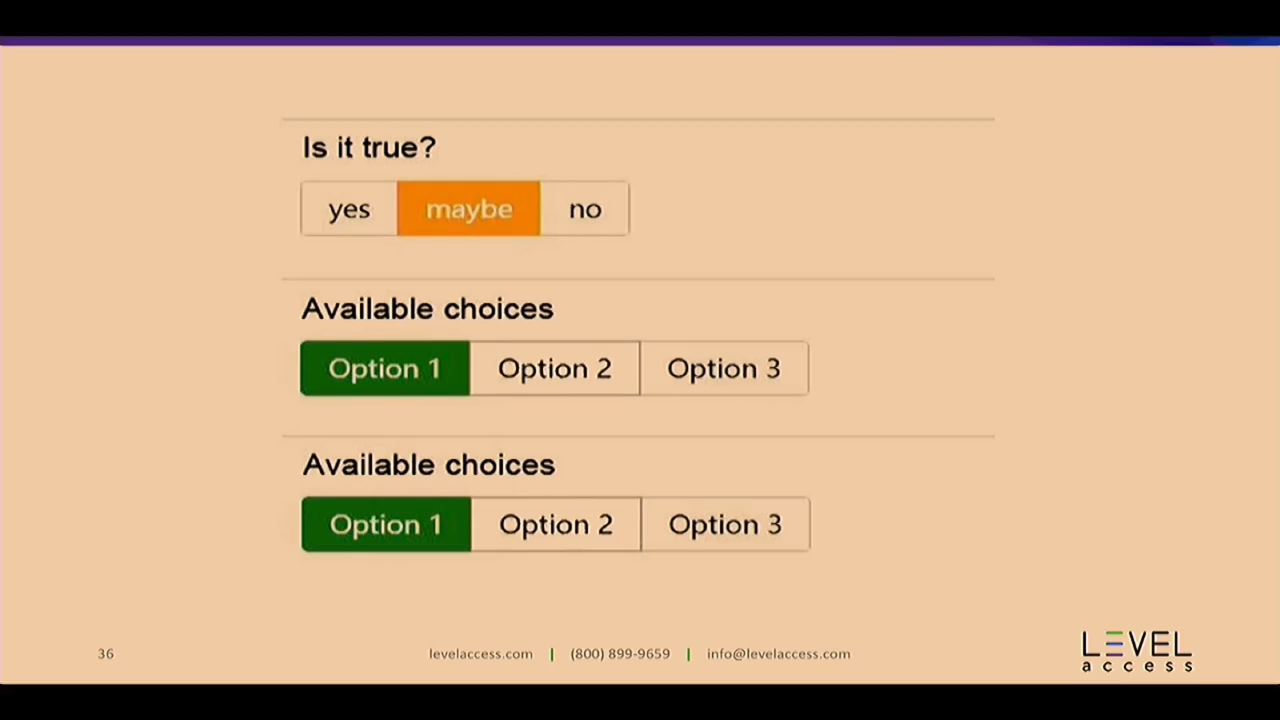 Is it true?
yes maybe no
Available choices
Option 1 Option 2 Option 3
Available choices
Option 1 Option 2 Option 3
36 levelaccess.com | (800) 899-9659 | info@levelaccess.com
LEVEL
access